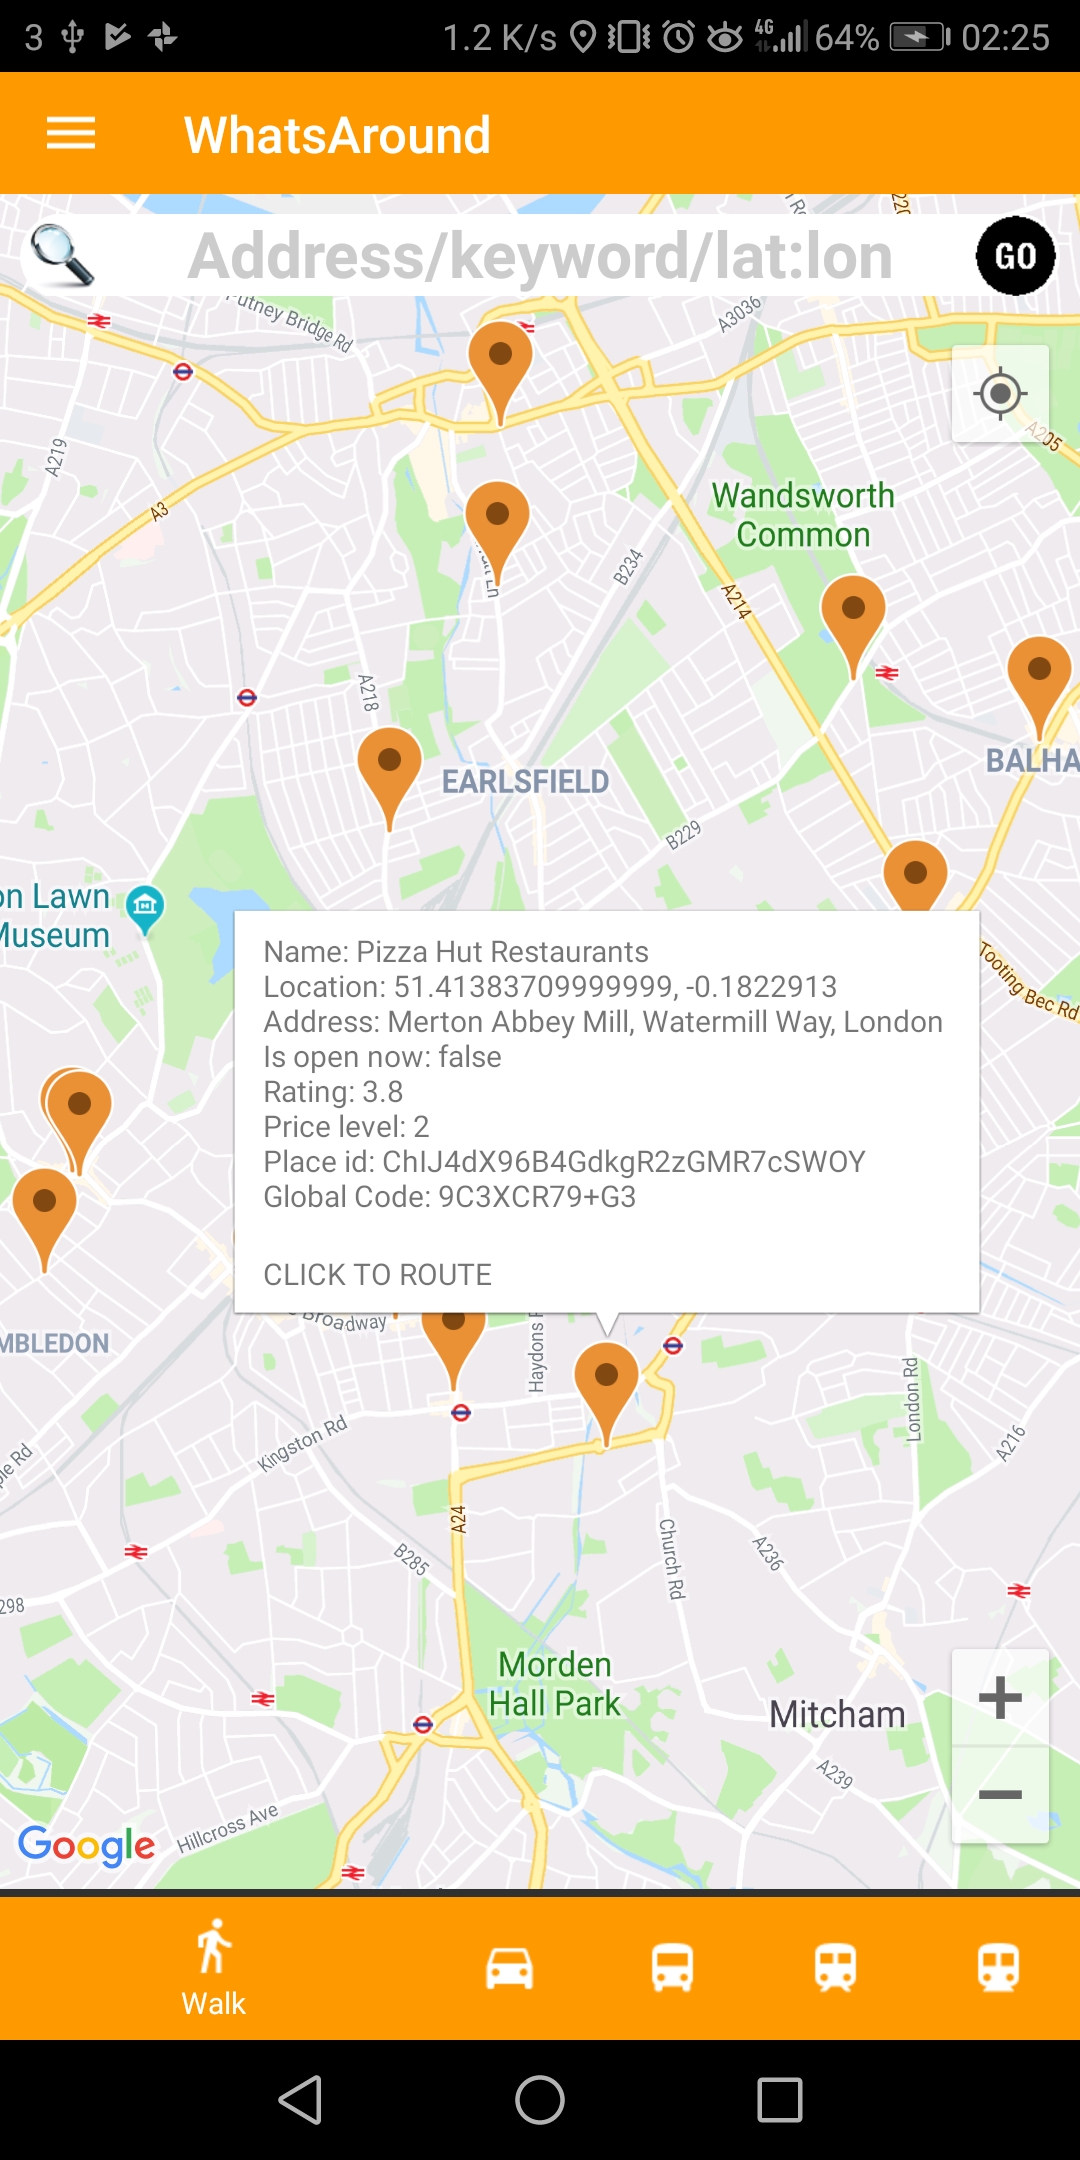 3 1.2 K/s 4G 64% 02:25
WhatsAround
Address/keyword/lat:lon GO
Putney Bridge Rd
A3036
A219
A205
A3
Wandsworth
Common
B234
A214
A218
EARLSFIELD
BALHA
B229
on Lawn
Museum
Tooting Bec Rd
Name: Pizza Hut Restaurants
Location: 51.41383709999999, -0.1822913
Address: Merton Abbey Mill, Watermill Way, London
Is open now: false
Rating: 3.8
Price level: 2
Place id: ChIJ4dX96B4GdkgR2zGMR7cSWOY
Global Code: 9C3XCR79+G3
CLICK TO ROUTE
Broadway
MBLEDON
Haydons
London Rd
Kingston Rd
A216
ple Rd
A24
Church Rd
A236
B285
298
Morden
Hall Park
Mitcham
A239
Hillcross Ave
Google
Walk